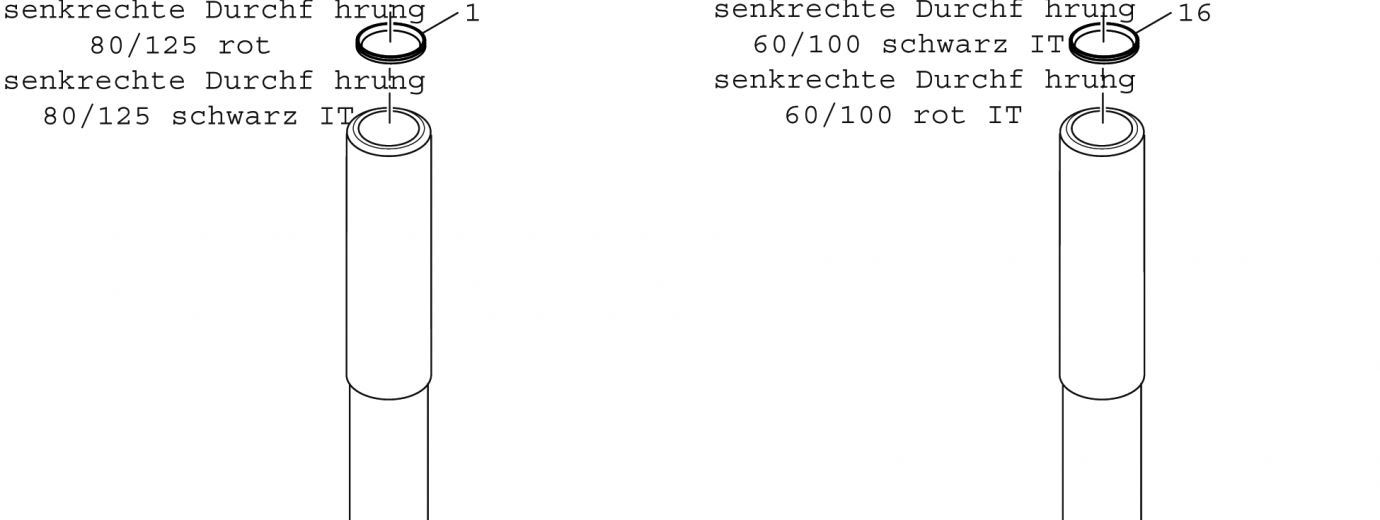 senkrechte Durchf hrung
1
80/125 rot
senkrechte Durchf hrung
80/125 schwarz IT
senkrechte Durchf hrung
16
60/100 schwarz IT
senkrechte Durchf hrung
60/100 rot IT